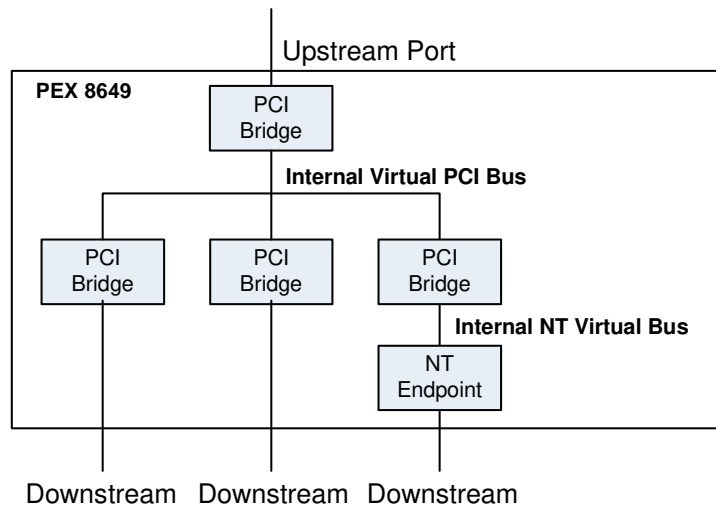 Upstream Port
PEX 8649
PCI
Bridge
Internal Virtual PCI Bus
PCI
Bridge
PCI
Bridge
PCI
Bridge
Internal NT Virtual Bus
NT
Endpoint
Downstream Downstream Downstream